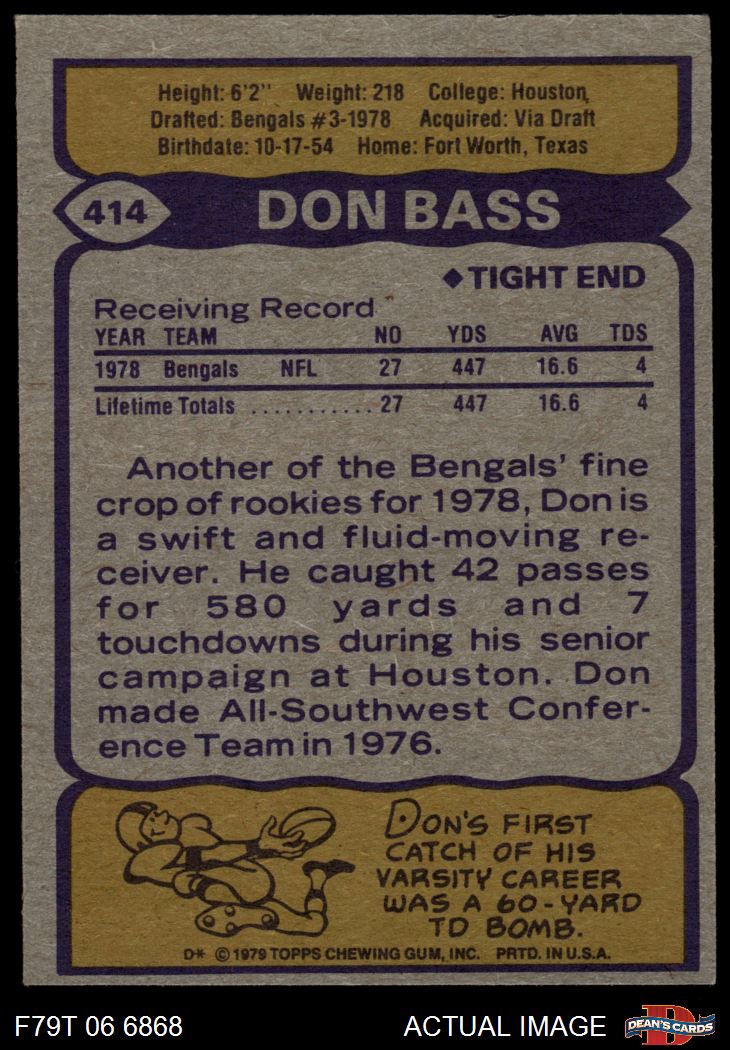 Height: 6'2" Weight: 218 College: Houston
Drafted: Bengals #3-1978 Acquired: Via Draft
Birthdate: 10-17-54 Home: Fort Worth, Texas
414 DON BASS
◆TIGHT END
Receiving Record
YEAR TEAM NO YDS AVG TDS
1978 Bengals NFL 27 447 16.6 4
Lifetime Totals ........... 27 447 16.6 4
Another of the Bengals' fine
crop of rookies for 1978, Don is
a swift and fluid-moving re-
ceiver. He caught 42 passes
for 580 yards and 7
touchdowns during his senior
campaign at Houston. Don
made All-Southwest Confer-
ence Team in 1976.
DON'S FIRST
CATCH OF HIS
VARSITY CAREER
WAS A 60-YARD
TD BOMB.
D* © 1979 TOPPS CHEWING GUM, INC. PRTD. IN U.S.A.
F79T 06 6868 ACTUAL IMAGE D DEAN'S CARDS